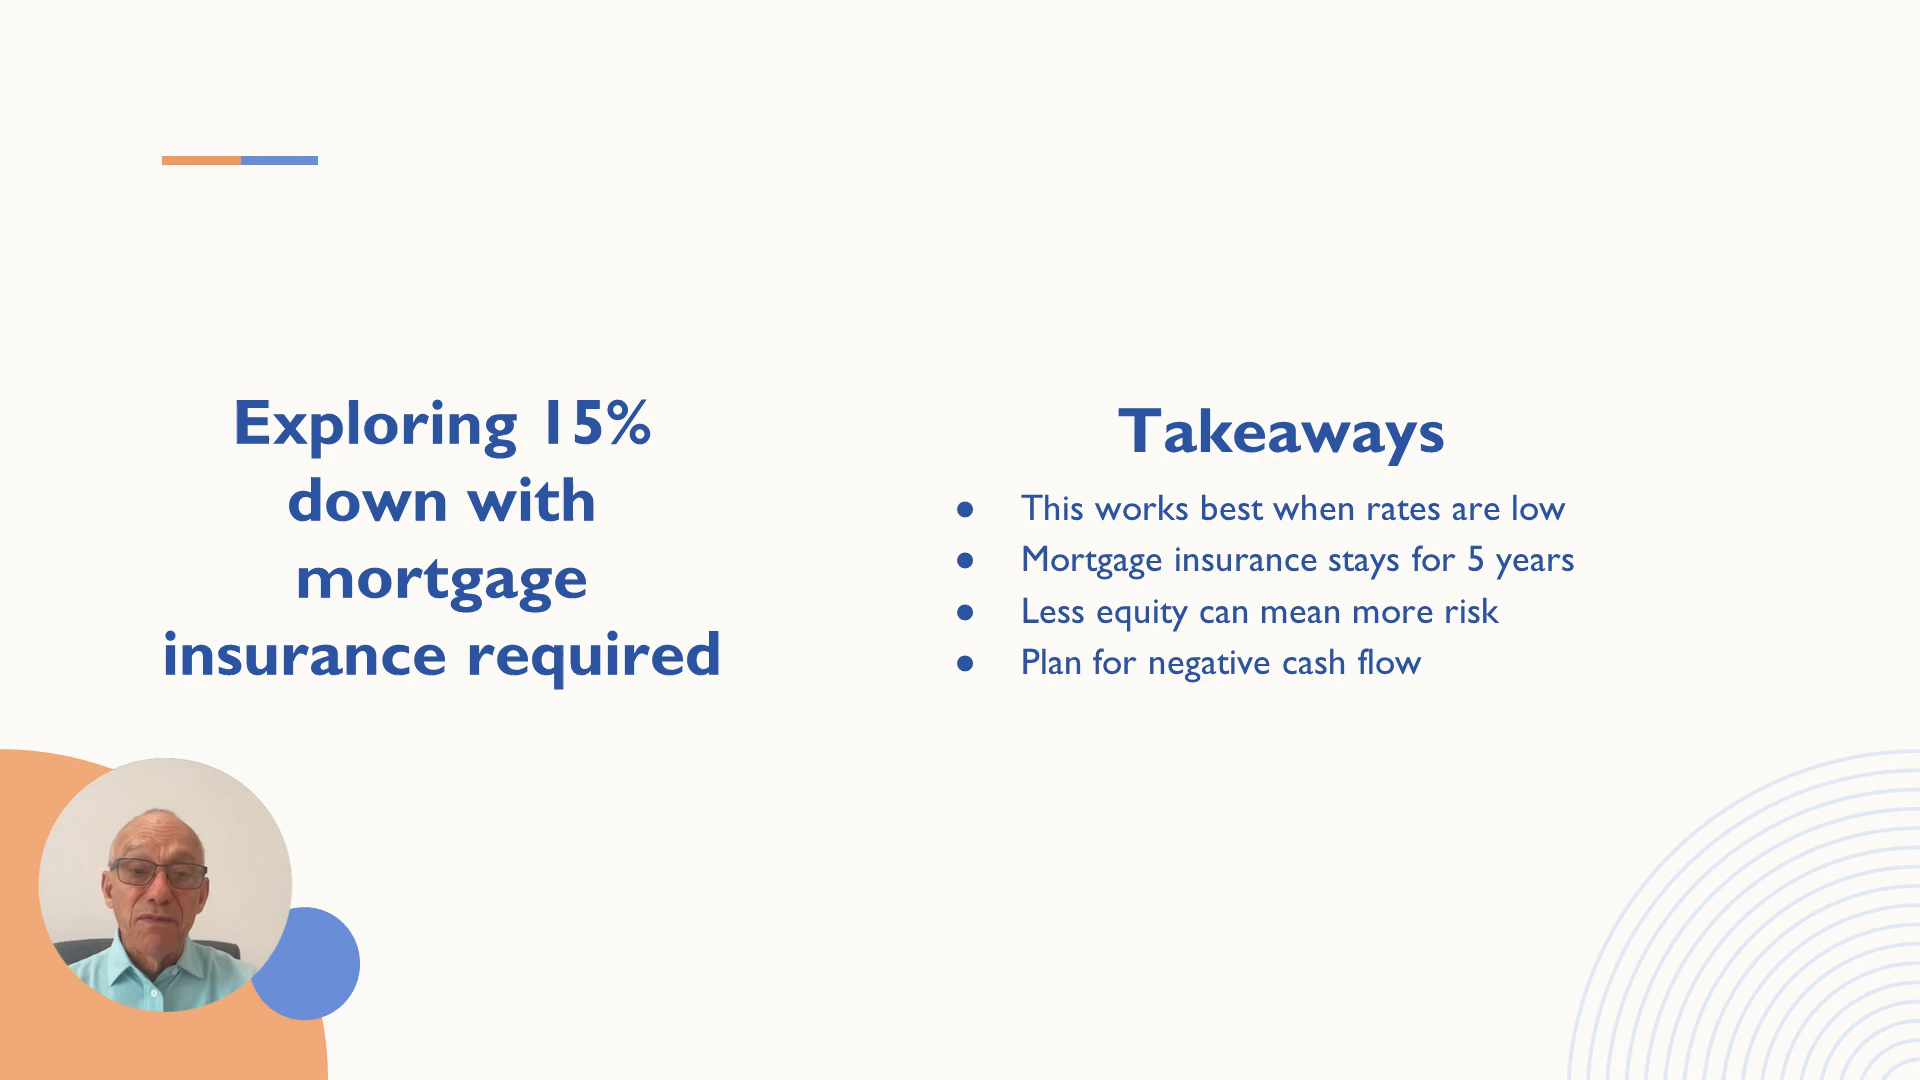 Exploring 15%
down with
mortgage
insurance required
Takeaways
● This works best when rates are low
● Mortgage insurance stays for 5 years
● Less equity can mean more risk
● Plan for negative cash flow